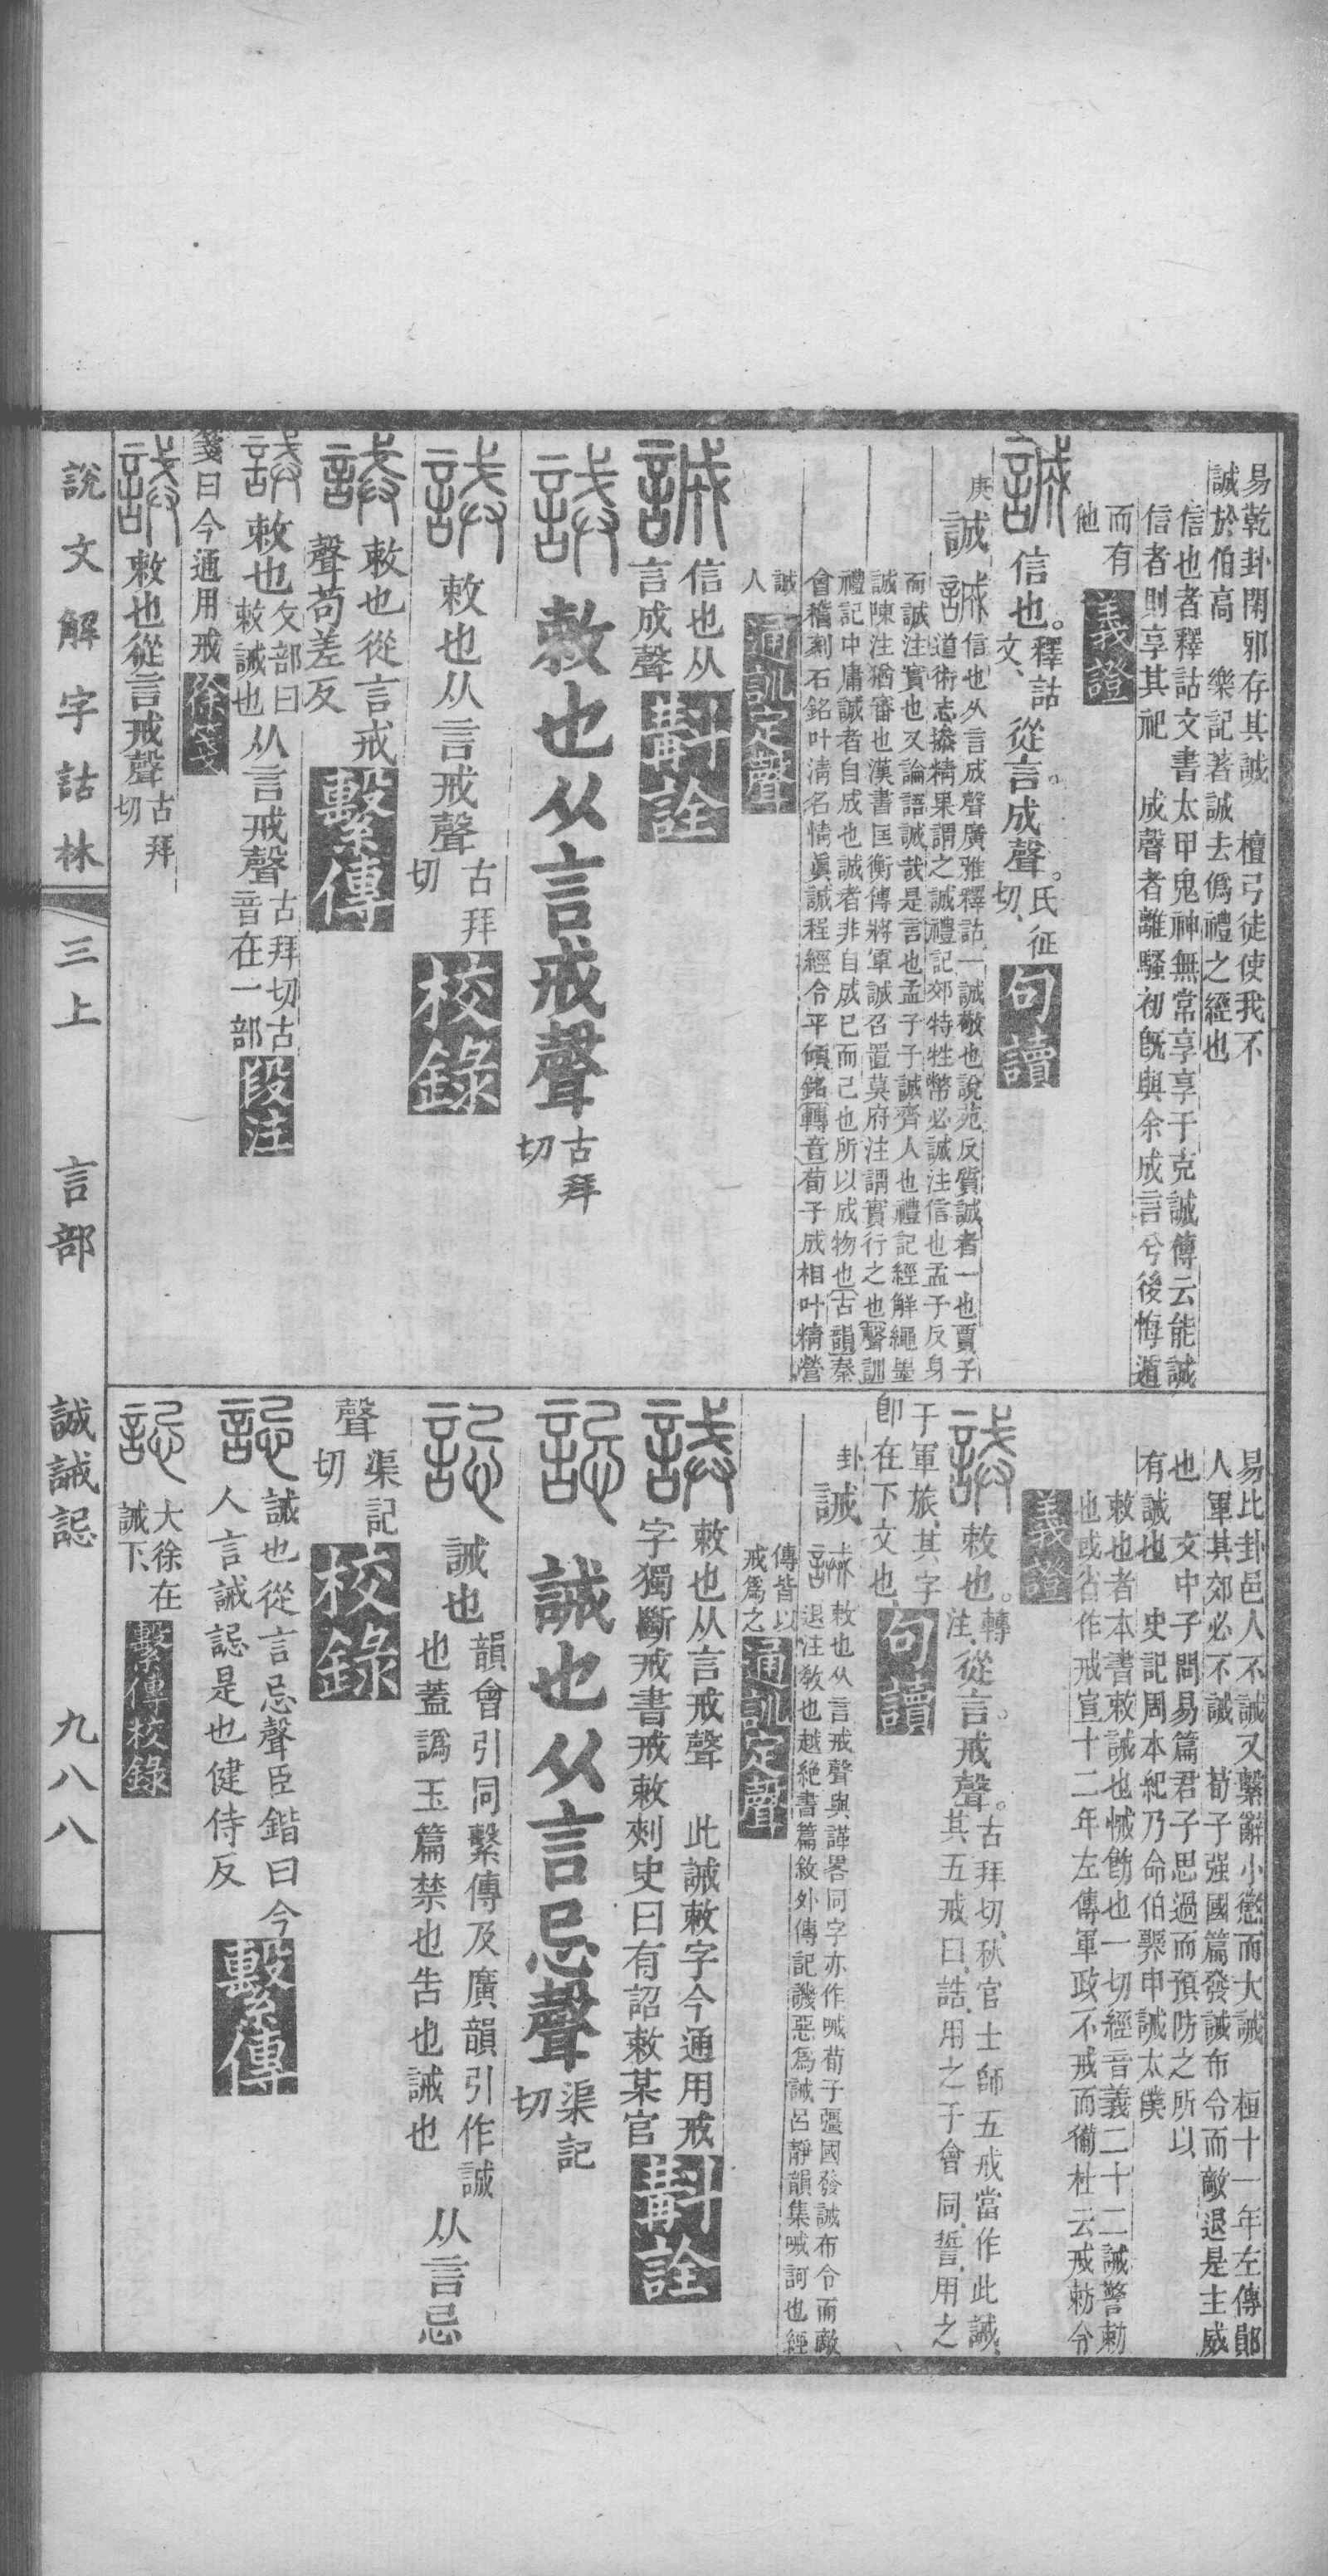 易乾卦閑邪存其誠　檀弓徒使我不
誠於伯高　樂記著誠去僞禮之經也
信也者釋詁文書太甲鬼神無常享享于克誠傳云能誠
信者則享其祀　成聲者離騷初旣與余成言兮後悔遁
而有
他
義證
誠信也。釋詁文、從言。成聲。氏征切、
句讀
庚誠
誠信也从言成聲廣雅釋詁一誠敬也說苑反質誠者一也賈子
道術志操精果謂之誠禮記郊特牲幣必誠注信也孟子反身
而誠注實也又論語誠哉是言也孟子子誠齊人也禮記經解繩墨
誠陳注猶審也漢書匡衡傳將軍誠召置莫府注謂實行之也聲訓
禮記中庸誠者自成也誠者非自成己而已也所以成物也古韻秦
會稽刻石銘叶淸名情眞誠程經令平傾銘轉音荀子成相叶精營
誠
人
通訓定聲
誠信也从
言成聲
斠詮
誡敕也从言戒聲古拜切
誡敕也从言戒聲古拜切
校錄
誡敕也從言戒
聲苟差反
繫傳
誡敕也攴部曰敕誡也从言戒聲古拜切古音在一部
段注
箋曰今通用戒
徐箋
誡敕也從言戒聲古拜切
易比卦邑人不誡又繫辭小懲而大誡　桓十一年左傳鄖
人軍其郊必不誡　荀子强國篇發誡布令而敵退是主威
也　文中子問易篇君子思過而預防之所以
有誡也　史記周本紀乃命伯臩申誡太僕
敕也者本書敕誡也悈飭也一切經音義二十二誡警勅
也或省作戒宣十二年左傳軍政不戒而備杜云戒勑令
義證
誡敕也。轉注、從言。戒聲。古拜切、秋官士師五戒當作此誡、
其五戒曰、誥、用之于會同、誓、用之
于軍旅、其字
卽在下文也、
句讀
卦誡
誡敕也从言戒聲與諽畧同字亦作喊荀子彊國發誡布令而敵
退注敎也越絶書篇敘外傳記譏惡爲誡呂靜韻集喊訶也經
傳皆以
戒爲之
通訓定聲
誡敕也从言戒聲　此誡敕字今通用戒
字獨斷戒書戒敕刺史曰有詔敕某官
斠詮
誋誡也从言忌聲渠記切
誋誡也韻會引同繫傳及廣韻引作誠
也蓋譌玉篇禁也告也誡也　从言忌
聲渠記切
校錄
誋誡也從言忌聲臣鍇曰今
人言誡誋是也健侍反
繫傳
誋大徐在
誡下、
繫傳校錄
說文解字詁林　三上　言部　誠誡誋　九八八